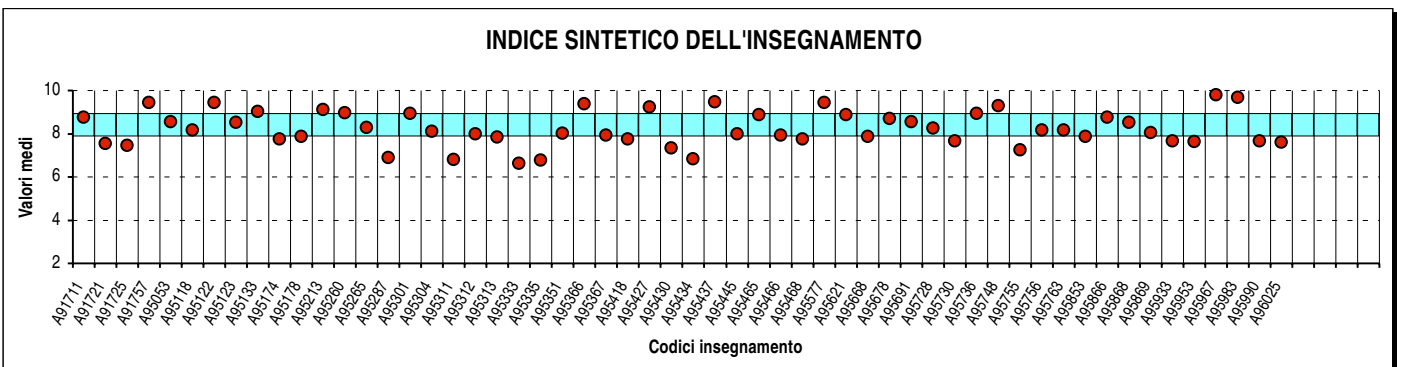 INDICE SINTETICO DELL'INSEGNAMENTO
Valori medi
10
8
6
4
2
A91711
A91721
A91725
A91757
A95053
A95118
A95122
A95123
A95133
A95174
A95178
A95213
A95260
A95265
A95287
A95301
A95304
A95311
A95312
A95313
A95333
A95335
A95351
A95366
A95367
A95418
A95427
A95430
A95434
A95437
A95445
A95465
A95466
A95468
A95577
A95621
A95668
A95678
A95691
A95728
A95730
A95736
A95748
A95755
A95756
A95763
A95853
A95866
A95868
A95869
A95933
A95953
A95967
A95983
A95990
A96025
Codici insegnamento